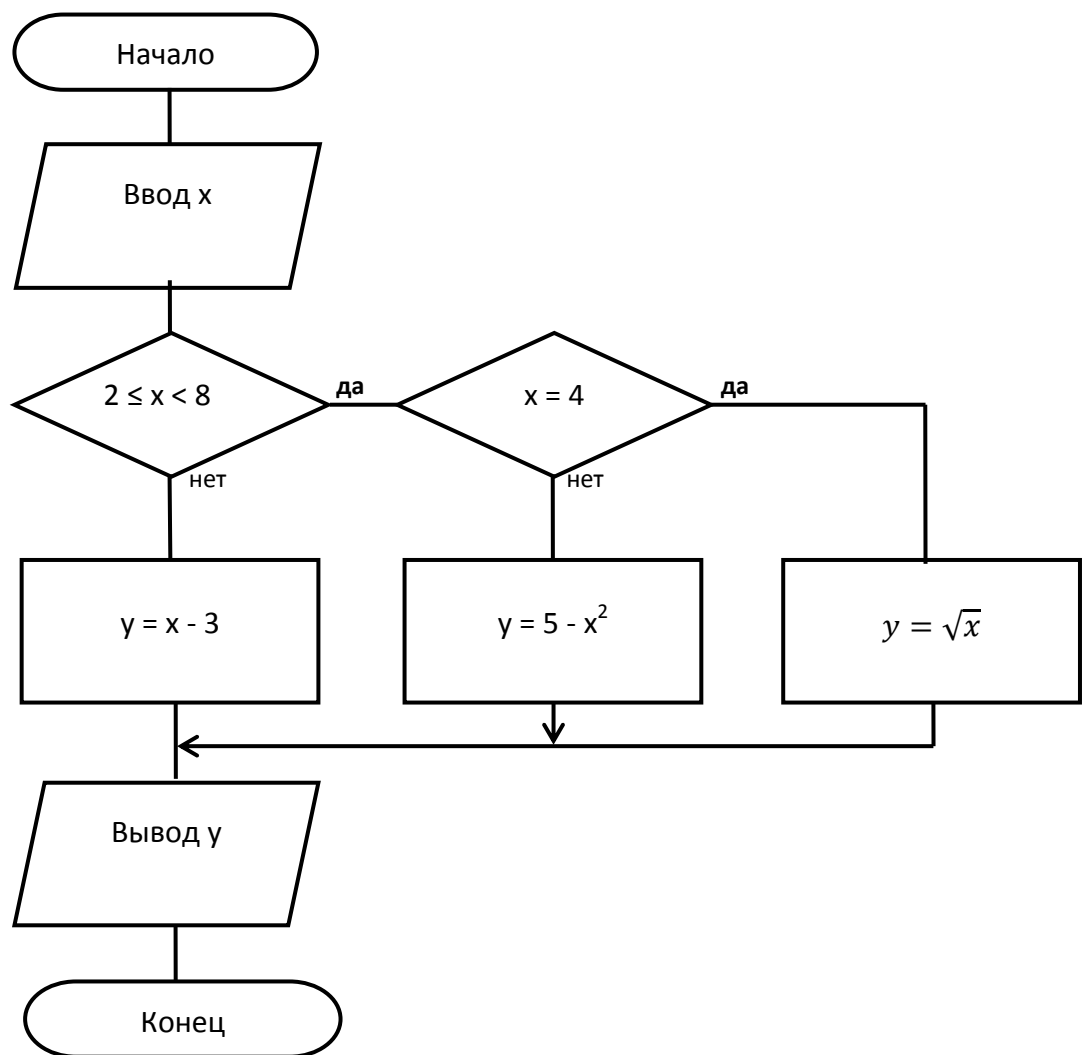 Начало
Ввод x
2 ≤ x < 8
да
x = 4
да
нет
нет
y = x - 3
y = 5 - x²
y = √x
Вывод y
Конец